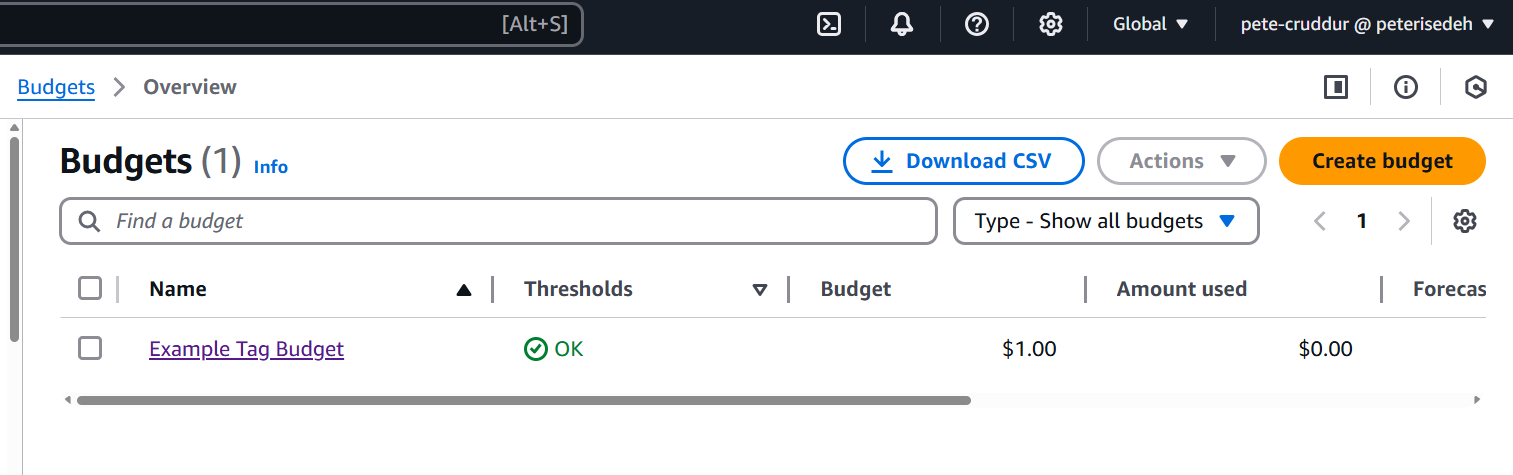 [Alt+S] Global pete-cruddur @ peterisedeh
Budgets Overview
Budgets (1) Info Download CSV Actions Create budget
Find a budget Type - Show all budgets 1
Name Thresholds Budget Amount used Forecas
Example Tag Budget OK $1.00 $0.00